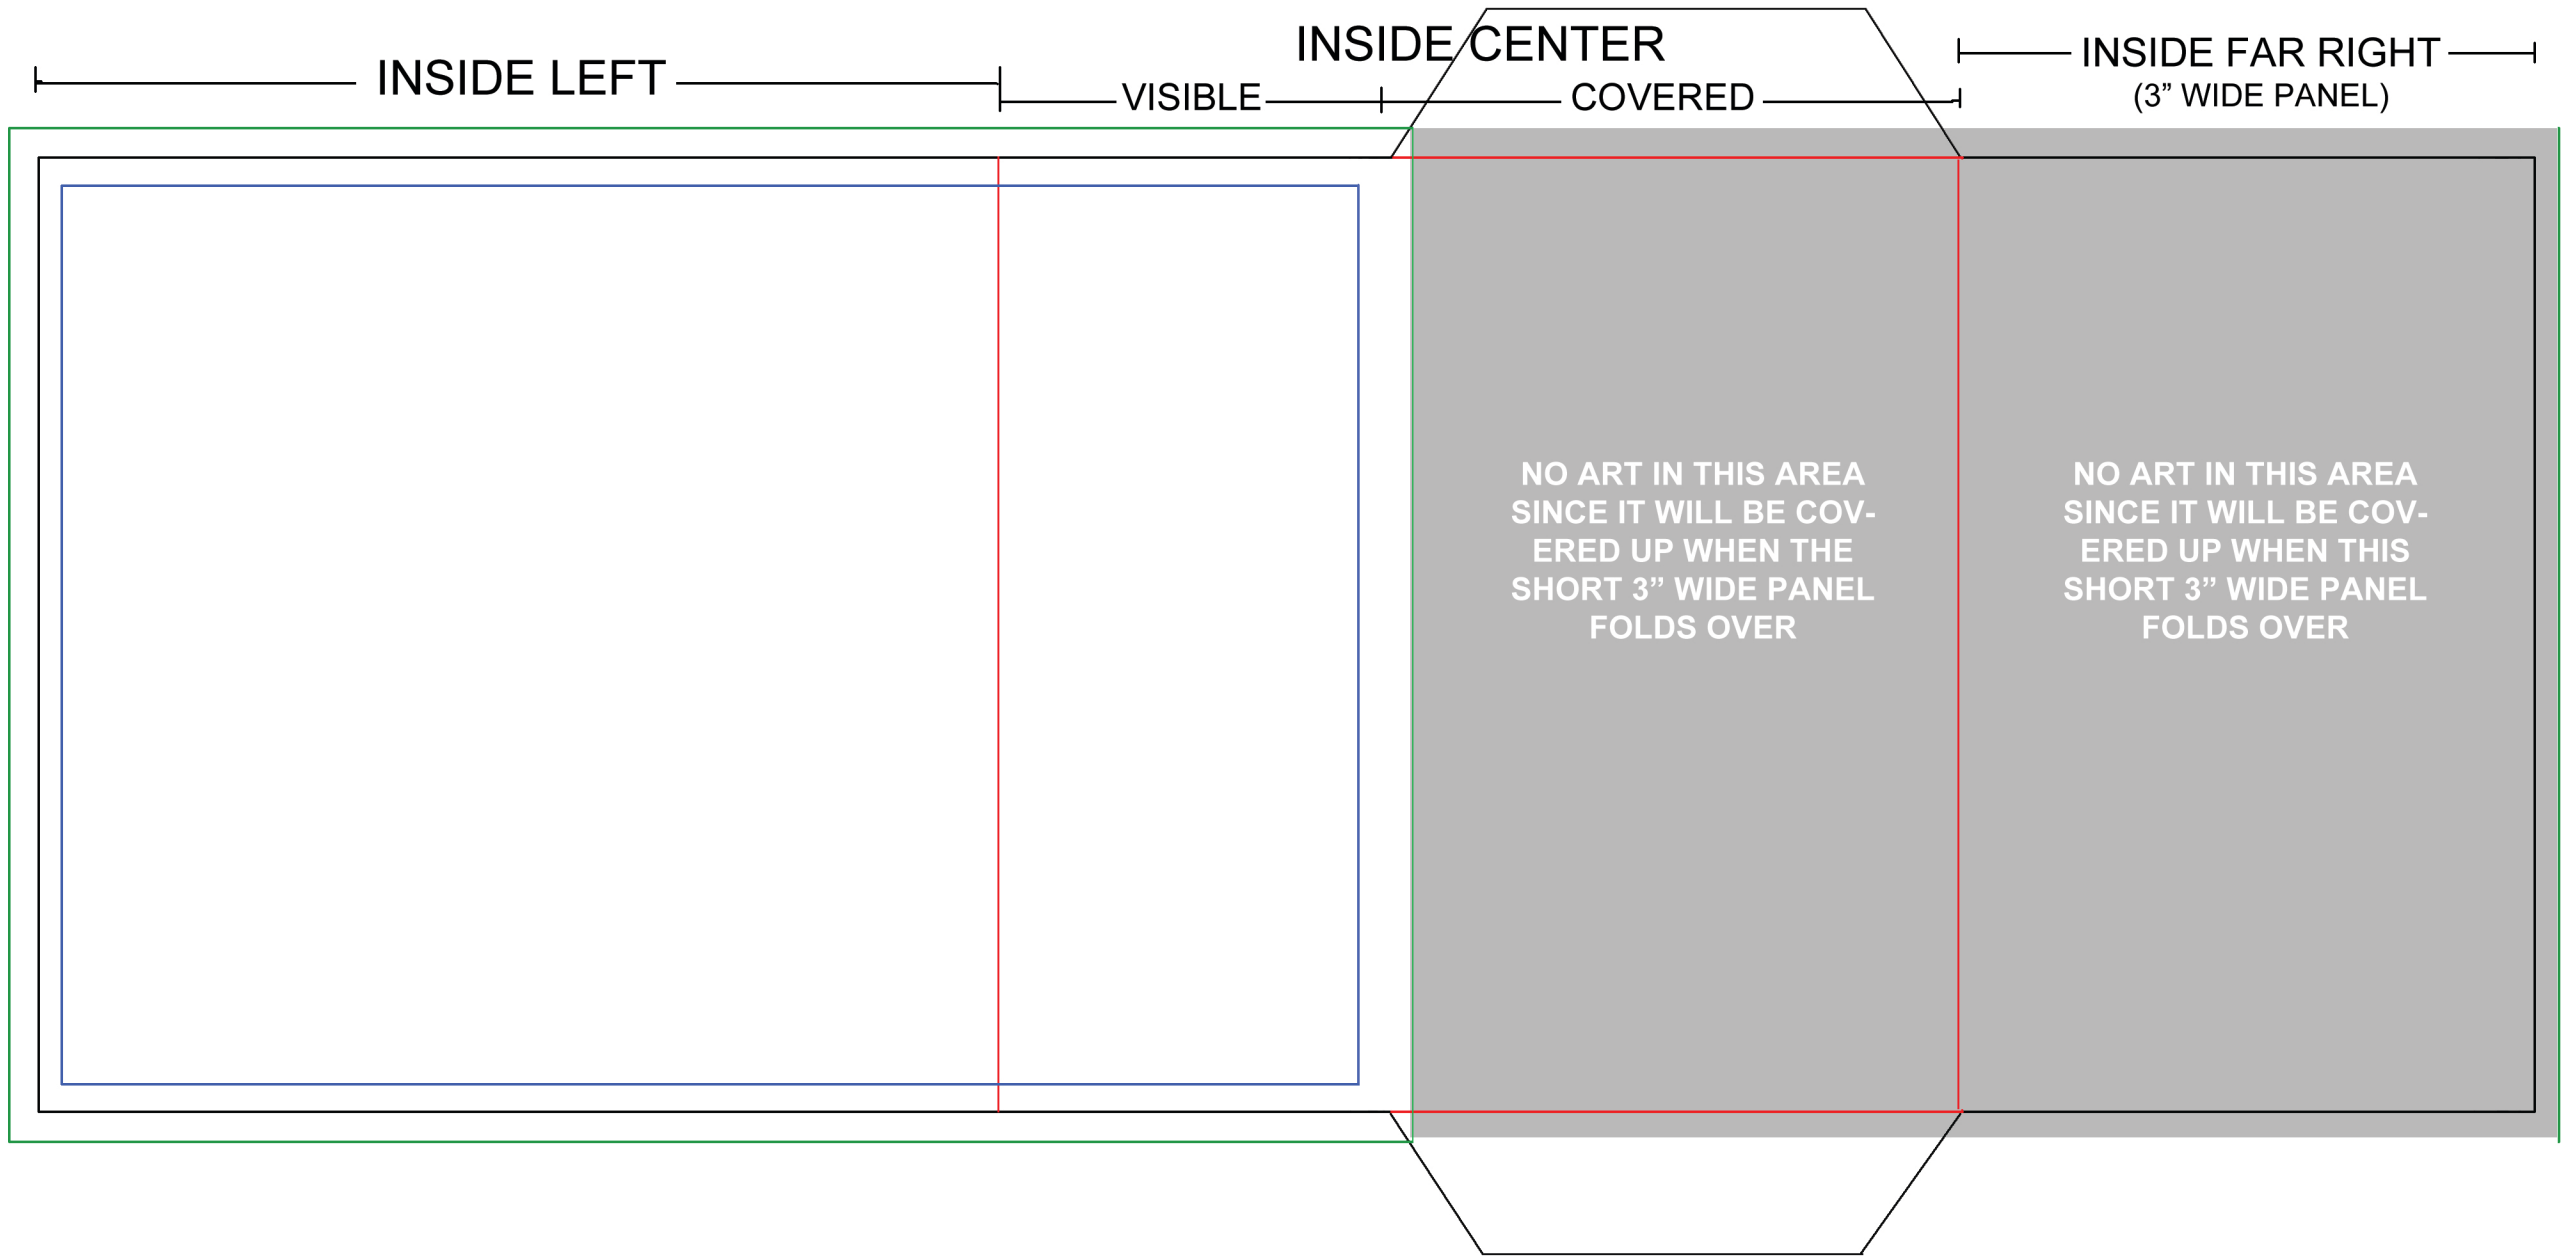 INSIDE CENTER
INSIDE LEFT
VISIBLE
COVERED
INSIDE FAR RIGHT
(3” WIDE PANEL)
NO ART IN THIS AREA
SINCE IT WILL BE COV-
ERED UP WHEN THE
SHORT 3” WIDE PANEL
FOLDS OVER
NO ART IN THIS AREA
SINCE IT WILL BE COV-
ERED UP WHEN THIS
SHORT 3” WIDE PANEL
FOLDS OVER